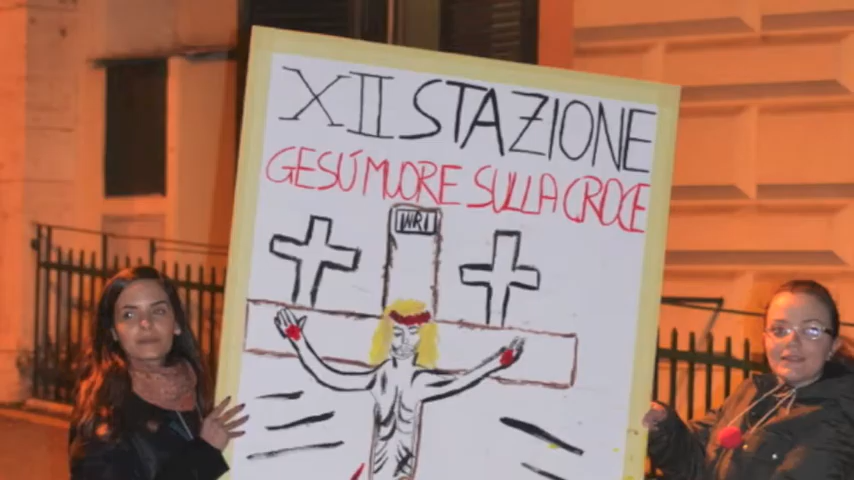 XII STAZIONE
GESÚ MUORE SULLA CROCE
INRI